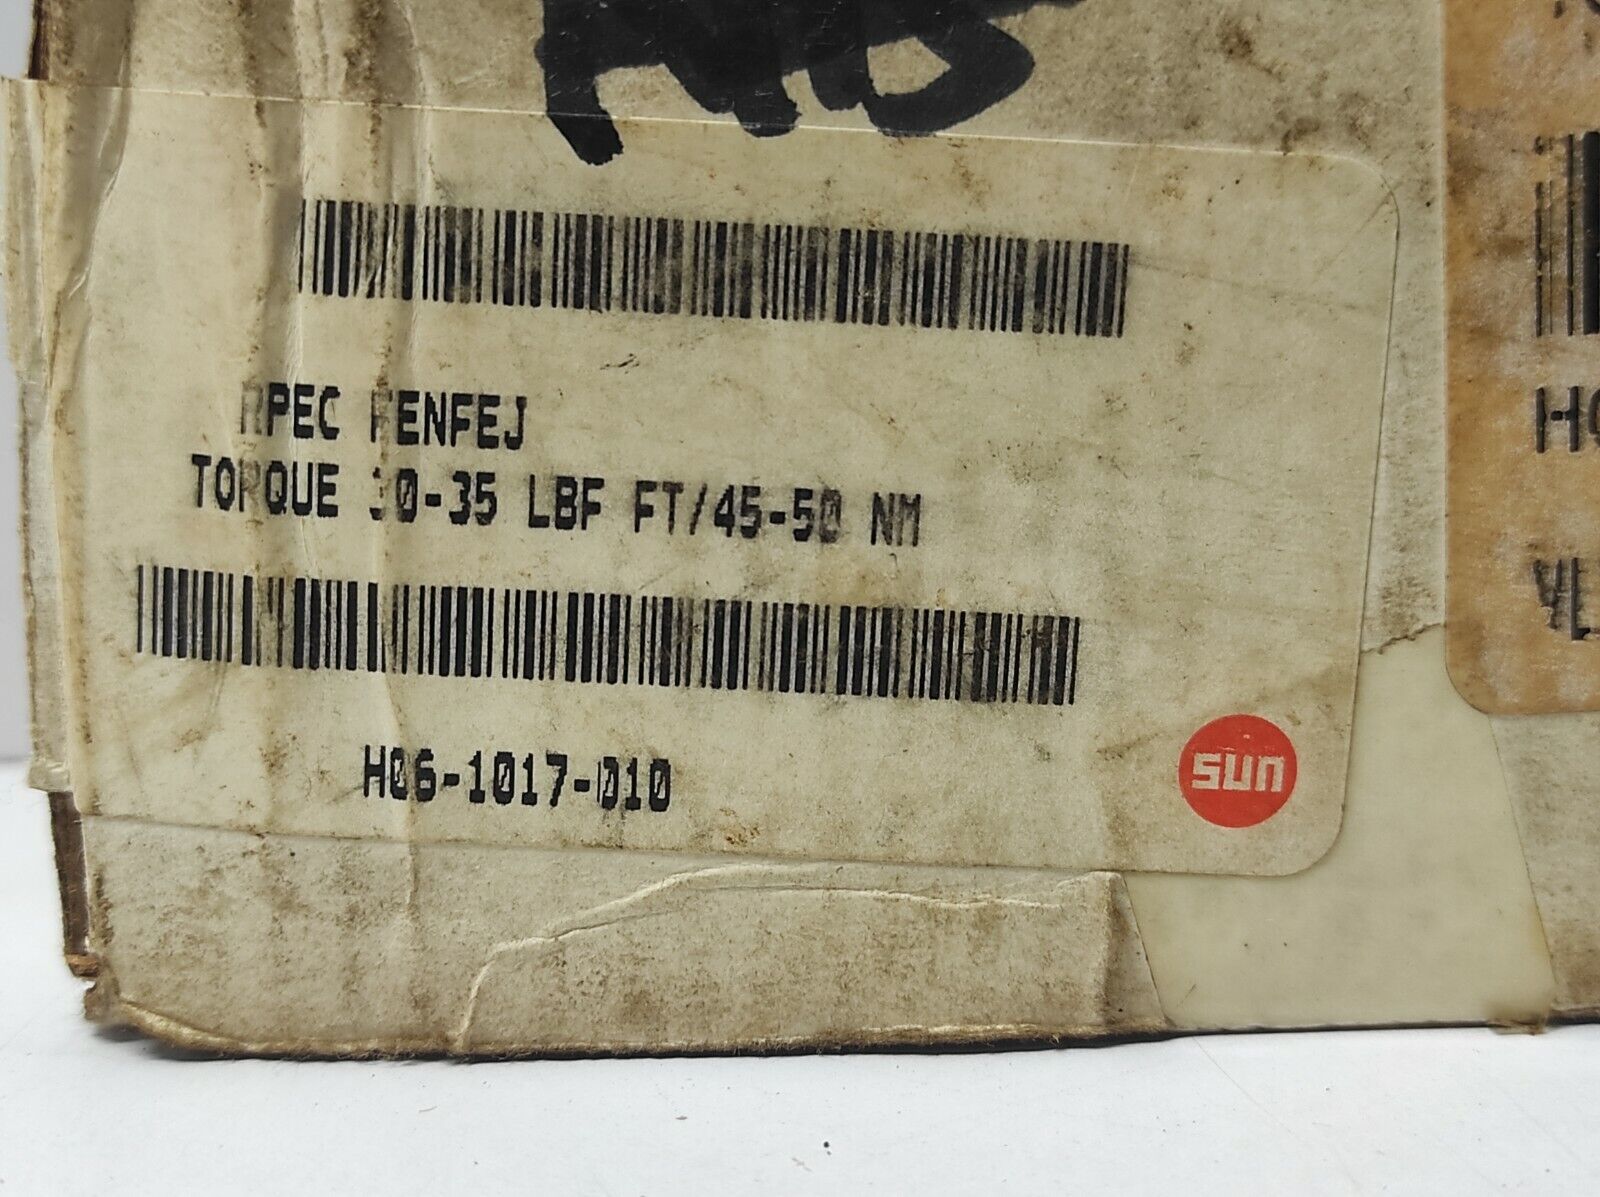 RPEC FENFEJ
TORQUE 30-35 LBF FT/45-50 NM
H06-1017-010
sun